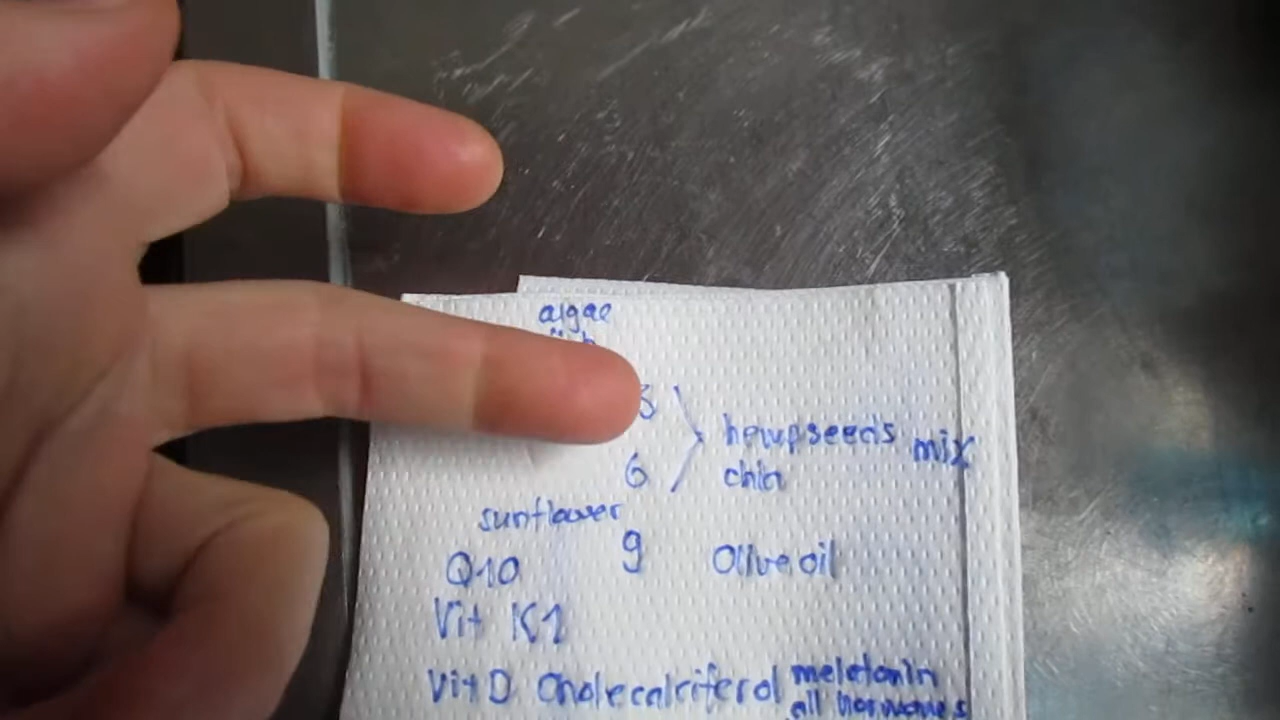 algae
3
hempseeds mix
6
chia
sunflower
9 Olive oil
Q10
Vit K1
Vit D Cholecalciferol melatonin
all hormones